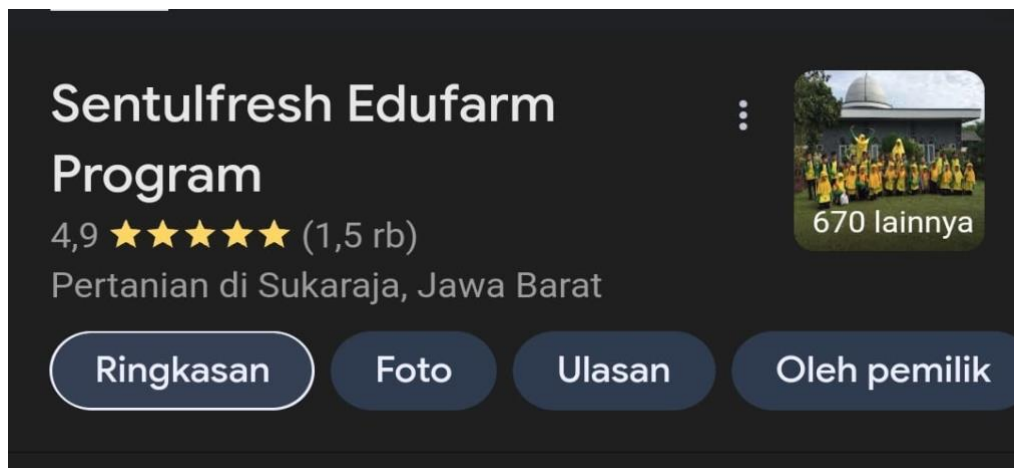 Sentulfresh Edufarm
Program
4,9 ★★★★★ (1,5 rb)
Pertanian di Sukaraja, Jawa Barat
670 lainnya
Ringkasan
Foto
Ulasan
Oleh pemilik